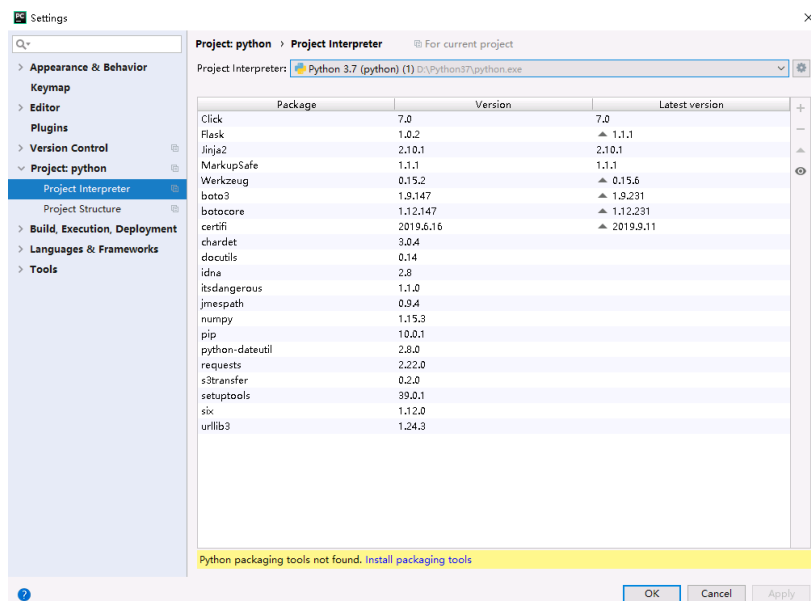 PC Settings
Project: python › Project Interpreter For current project
Project Interpreter: Python 3.7 (python) (1) D:\Python37\python.exe
Appearance & Behavior
Keymap
Editor
Plugins
Version Control
Project: python
Project Interpreter
Project Structure
Build, Execution, Deployment
Languages & Frameworks
Tools
Package Version Latest version
Click 7.0 7.0
Flask 1.0.2 1.1.1
Jinja2 2.10.1 2.10.1
MarkupSafe 1.1.1 1.1.1
Werkzeug 0.15.2 0.15.6
boto3 1.9.147 1.9.231
botocore 1.12.147 1.12.231
certifi 2019.6.16 2019.9.11
chardet 3.0.4
docutils 0.14
idna 2.8
itsdangerous 1.1.0
jmespath 0.9.4
numpy 1.15.3
pip 10.0.1
python-dateutil 2.8.0
requests 2.22.0
s3transfer 0.2.0
setuptools 39.0.1
six 1.12.0
urllib3 1.24.3
Python packaging tools not found. Install packaging tools
? OK Cancel Apply